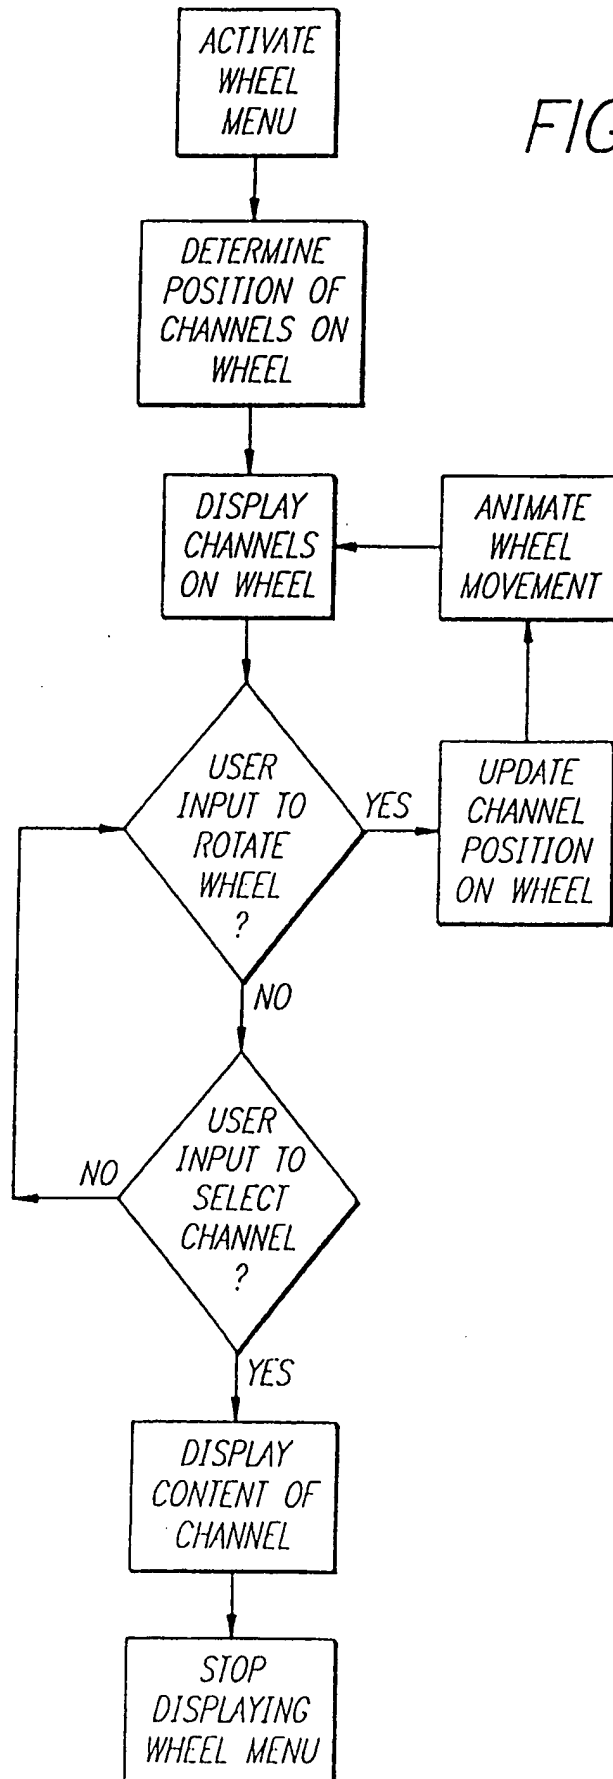 ACTIVATE
WHEEL
MENU
FIG
DETERMINE
POSITION OF
CHANNELS ON
WHEEL
DISPLAY
CHANNELS
ON WHEEL
ANIMATE
WHEEL
MOVEMENT
USER
INPUT TO
ROTATE
WHEEL
?
YES
UPDATE
CHANNEL
POSITION
ON WHEEL
NO
USER
INPUT TO
SELECT
CHANNEL
?
NO
YES
DISPLAY
CONTENT OF
CHANNEL
STOP
DISPLAYING
WHEEL MENU